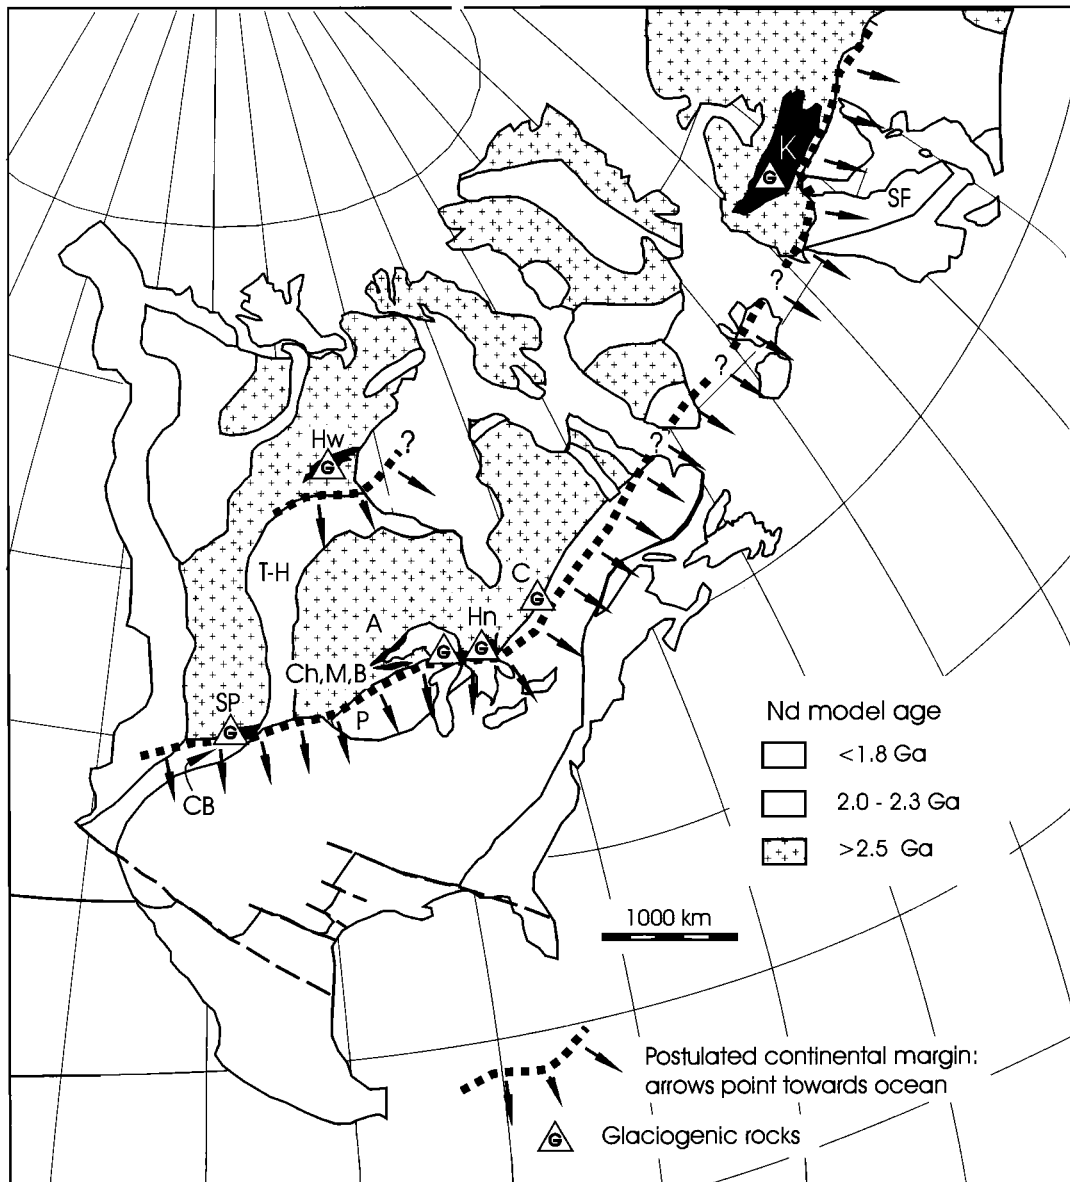 K
G
SF
?
?
?
Hw
?
G
T-H
C
G
A
Hn
G
G
Ch,M,B
SP
P
G
CB
Nd model age
<1.8 Ga
2.0 - 2.3 Ga
>2.5 Ga
1000 km
Postulated continental margin:
arrows point towards ocean
G
Glaciogenic rocks